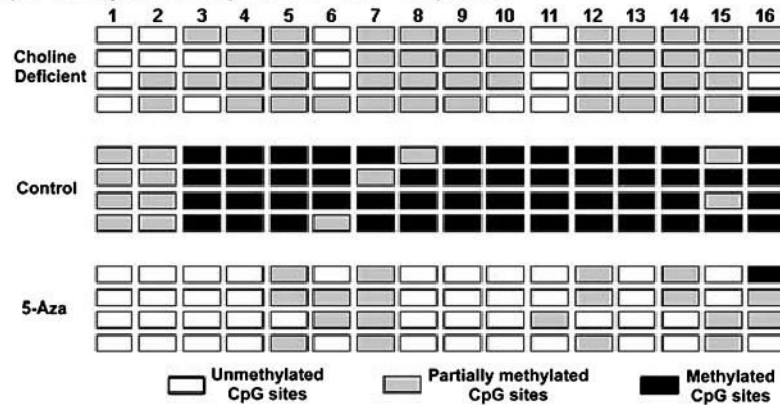 1 2 3 4 5 6 7 8 9 10 11 12 13 14 15 16
Choline
Deficient
Control
5-Aza
Unmethylated
CpG sites
Partially methylated
CpG sites
Methylated
CpG sites